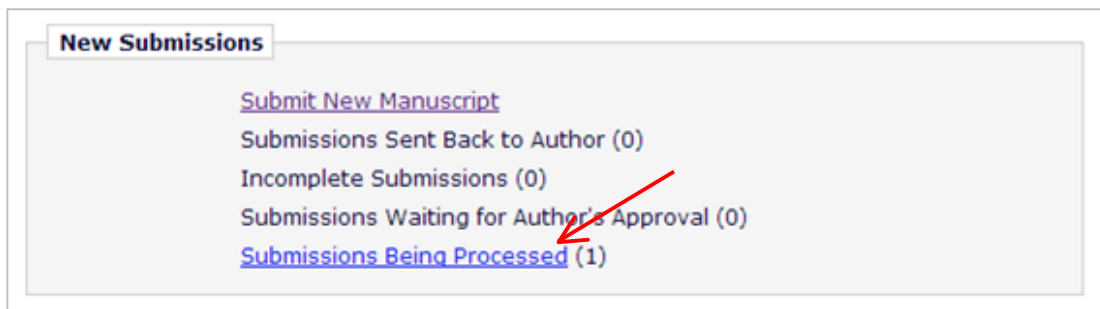 New Submissions
Submit New Manuscript
Submissions Sent Back to Author (0)
Incomplete Submissions (0)
Submissions Waiting for Author's Approval (0)
Submissions Being Processed (1)